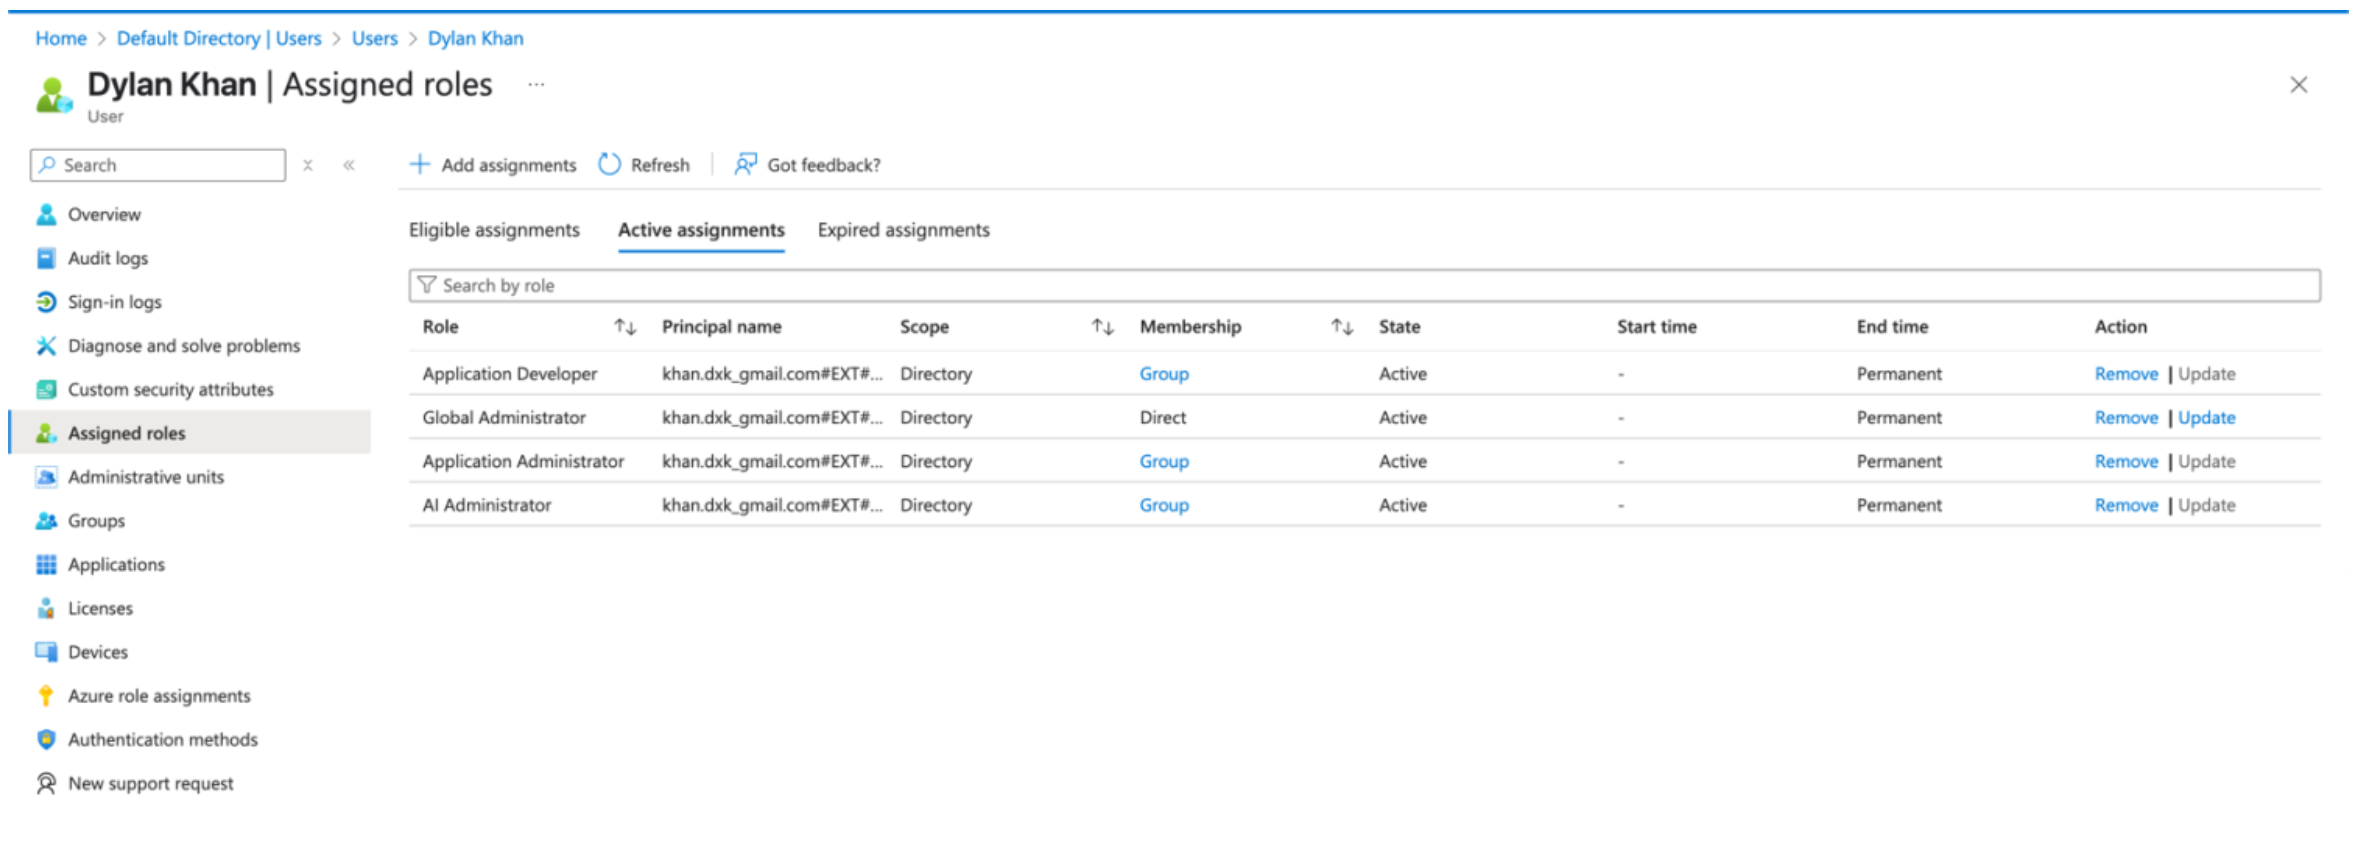 Home > Default Directory | Users > Users > Dylan Khan
Dylan Khan | Assigned roles ...
User
Search
Overview
Audit logs
Sign-in logs
Diagnose and solve problems
Custom security attributes
Assigned roles
Administrative units
Groups
Applications
Licenses
Devices
Azure role assignments
Authentication methods
New support request
Add assignments Refresh | Got feedback?
Eligible assignments Active assignments Expired assignments
Search by role
Role Principal name Scope Membership State Start time End time Action
Application Developer khan.dxk_gmail.com#EXT#... Directory Group Active - Permanent Remove | Update
Global Administrator khan.dxk_gmail.com#EXT#... Directory Direct Active - Permanent Remove | Update
Application Administrator khan.dxk_gmail.com#EXT#... Directory Group Active - Permanent Remove | Update
AI Administrator khan.dxk_gmail.com#EXT#... Directory Group Active - Permanent Remove | Update